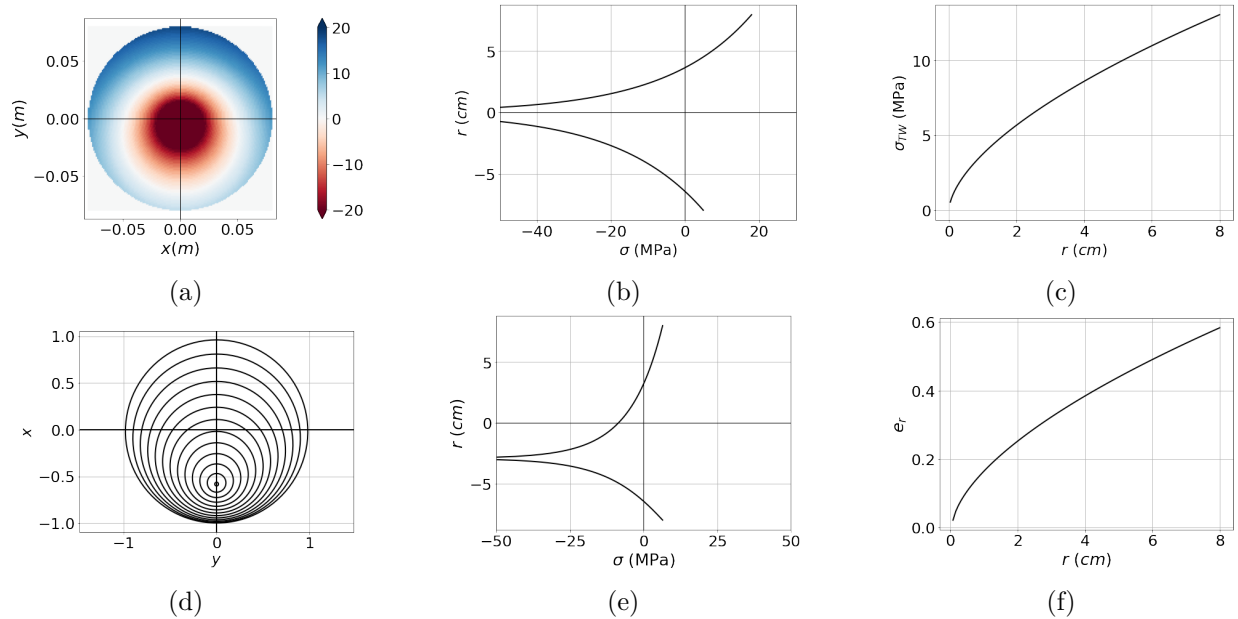 20
10
0
−10
−20
0.05
0.00
−0.05
y(m)
−0.05
0.00
0.05
x(m)
(a)
5
0
−5
r (cm)
−40
−20
0
20
σ (MPa)
(b)
10
5
0
σTW (MPa)
0
2
4
6
8
r (cm)
(c)
1.0
0.5
0.0
−0.5
−1.0
x
−1
0
1
y
(d)
5
0
−5
r (cm)
−50
−25
0
25
50
σ (MPa)
(e)
0.6
0.4
0.2
0.0
er
0
2
4
6
8
r (cm)
(f)